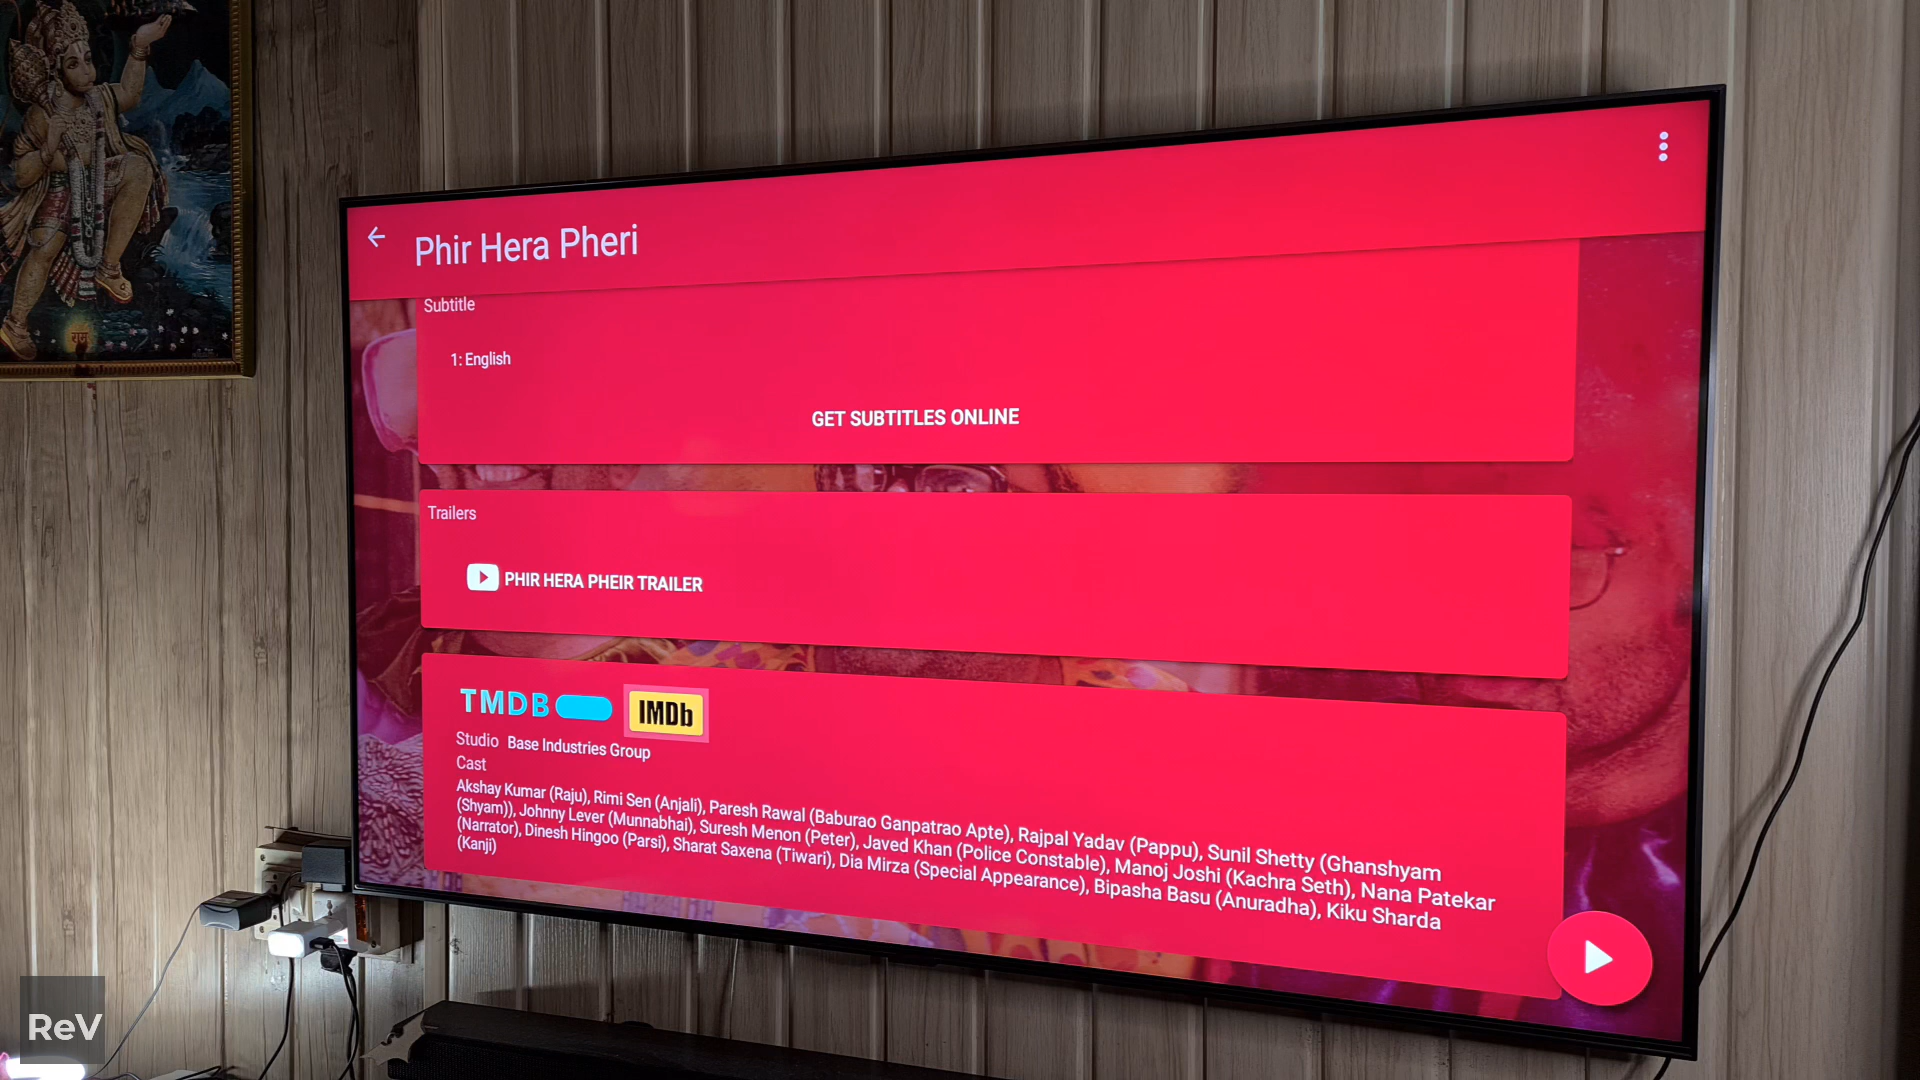 Phir Hera Pheri
Subtitle
1: English
GET SUBTITLES ONLINE
Trailers
PHIR HERA PHEIR TRAILER
TMDB IMDb
Studio Base Industries Group
Cast
Akshay Kumar (Raju), Rimi Sen (Anjali), Paresh Rawal (Baburao Ganpatrao Apte), Rajpal Yadav (Pappu), Sunil Shetty (Ghanshyam
(Shyam)), Johnny Lever (Munnabhai), Suresh Menon (Peter), Javed Khan (Police Constable), Manoj Joshi (Kachra Seth), Nana Patekar
(Narrator), Dinesh Hingoo (Parsi), Sharat Saxena (Tiwari), Dia Mirza (Special Appearance), Bipasha Basu (Anuradha), Kiku Sharda
(Kanji)
राम
ReV